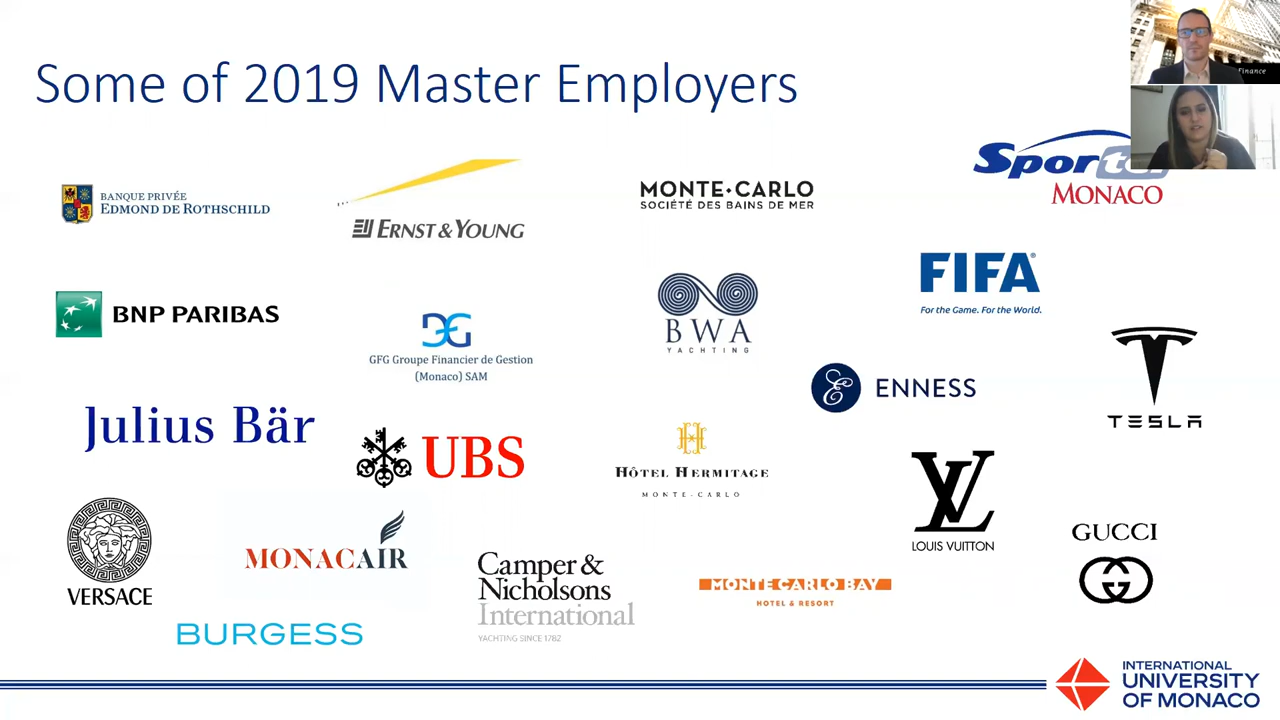 Some of 2019 Master Employers
Finance
BANQUE PRIVÉE
EDMOND DE ROTHSCHILD
ERNST & YOUNG
MONTE•CARLO
SOCIÉTÉ DES BAINS DE MER
MONACO
FIFA®
For the Game. For the World.
BNP PARIBAS
GFG Groupe Financier de Gestion
(Monaco) SAM
BWA
YACHTING
ENNESS
TESLA
Julius Bär
UBS
HÔTEL HERMITAGE
MONTE-CARLO
LV
LOUIS VUITTON
GUCCI
VERSACE
MONACAIR
Camper &
Nicholsons
International
YACHTING SINCE 1782
MONTE CARLO BAY
HOTEL & RESORT
BURGESS
INTERNATIONAL
UNIVERSITY
OF MONACO